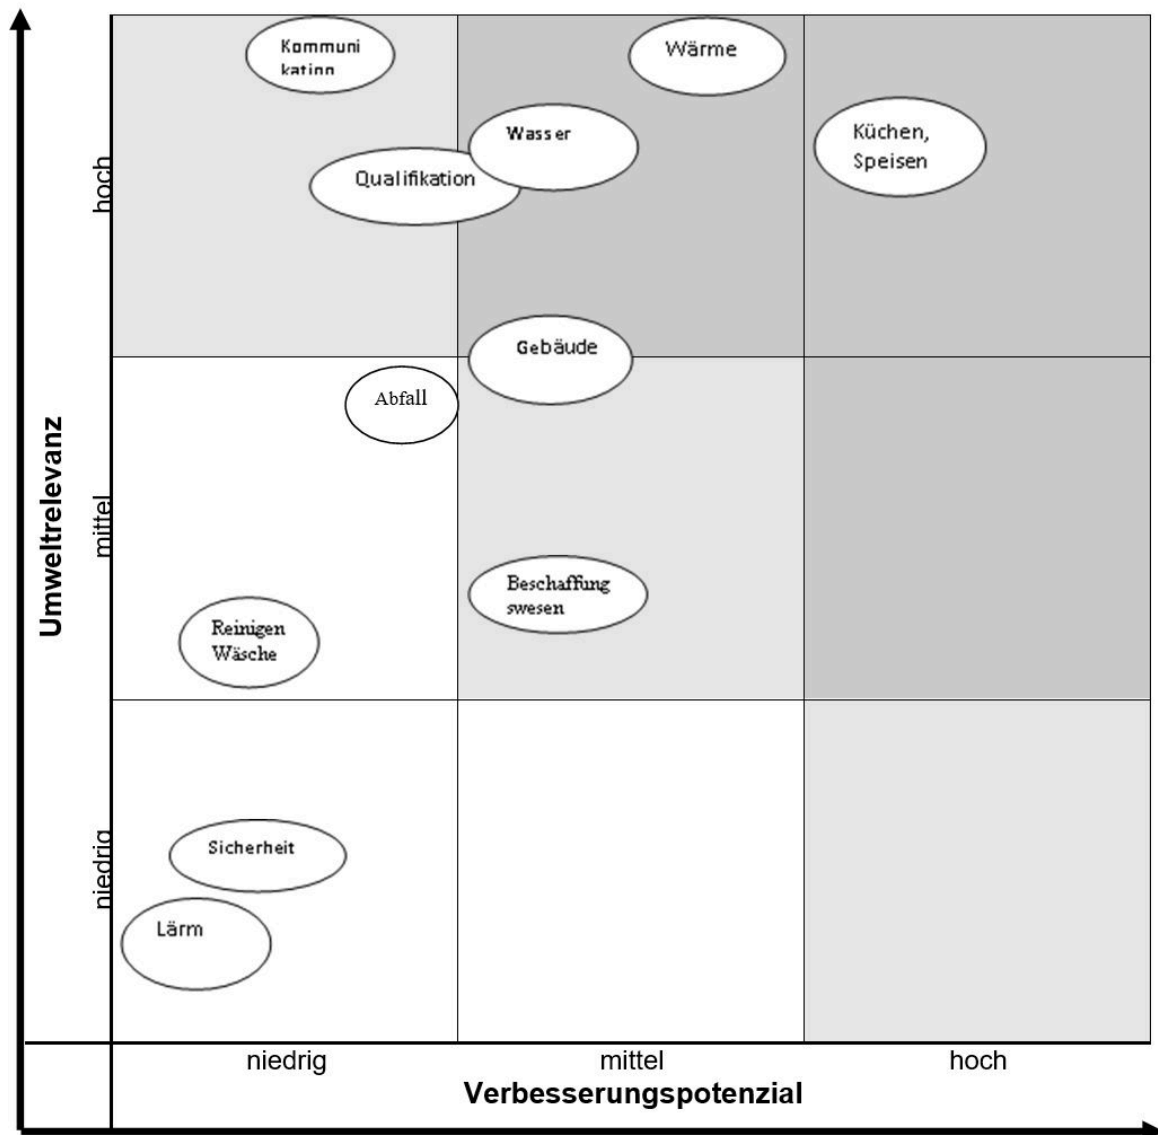 Kommuni
kation
Wärme
Küchen,
Speisen
Wasser
Qualifikation
hoch
Gebäude
Abfall
Umweltrelevanz
mittel
Beschaffung
swesen
Reinigen
Wäsche
niedrig
Sicherheit
Lärm
niedrig
mittel
hoch
Verbesserungspotenzial